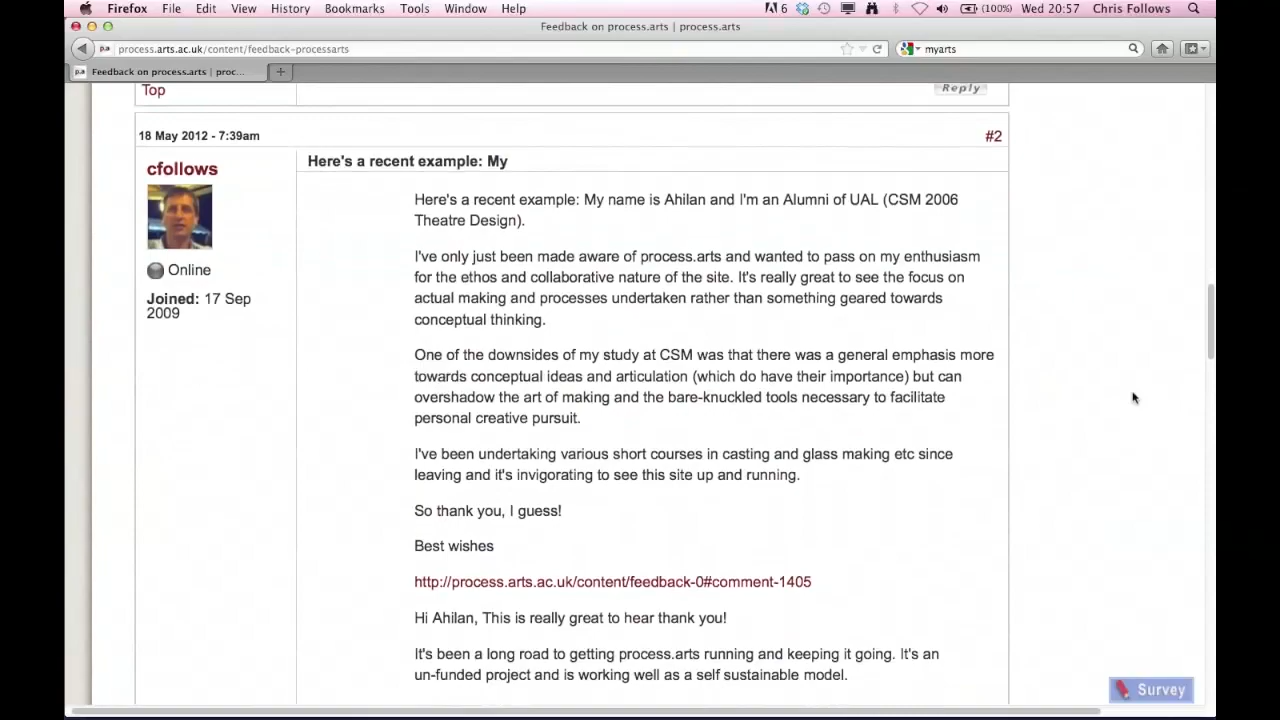 Firefox File Edit View History Bookmarks Tools Window Help 6 (100%) Wed 20:57 Chris Follows
Feedback on process.arts | process.arts
process.arts.ac.uk/content/feedback-processarts myarts
Feedback on process.arts | proc...
Top Reply
18 May 2012 - 7:39am #2
cfollows
Here's a recent example: My
Here's a recent example: My name is Ahilan and I'm an Alumni of UAL (CSM 2006
Theatre Design).
I've only just been made aware of process.arts and wanted to pass on my enthusiasm
for the ethos and collaborative nature of the site. It's really great to see the focus on
actual making and processes undertaken rather than something geared towards
conceptual thinking.
Online
Joined: 17 Sep
2009
One of the downsides of my study at CSM was that there was a general emphasis more
towards conceptual ideas and articulation (which do have their importance) but can
overshadow the art of making and the bare-knuckled tools necessary to facilitate
personal creative pursuit.
I've been undertaking various short courses in casting and glass making etc since
leaving and it's invigorating to see this site up and running.
So thank you, I guess!
Best wishes
http://process.arts.ac.uk/content/feedback-0#comment-1405
Hi Ahilan, This is really great to hear thank you!
It's been a long road to getting process.arts running and keeping it going. It's an
un-funded project and is working well as a self sustainable model.
Survey